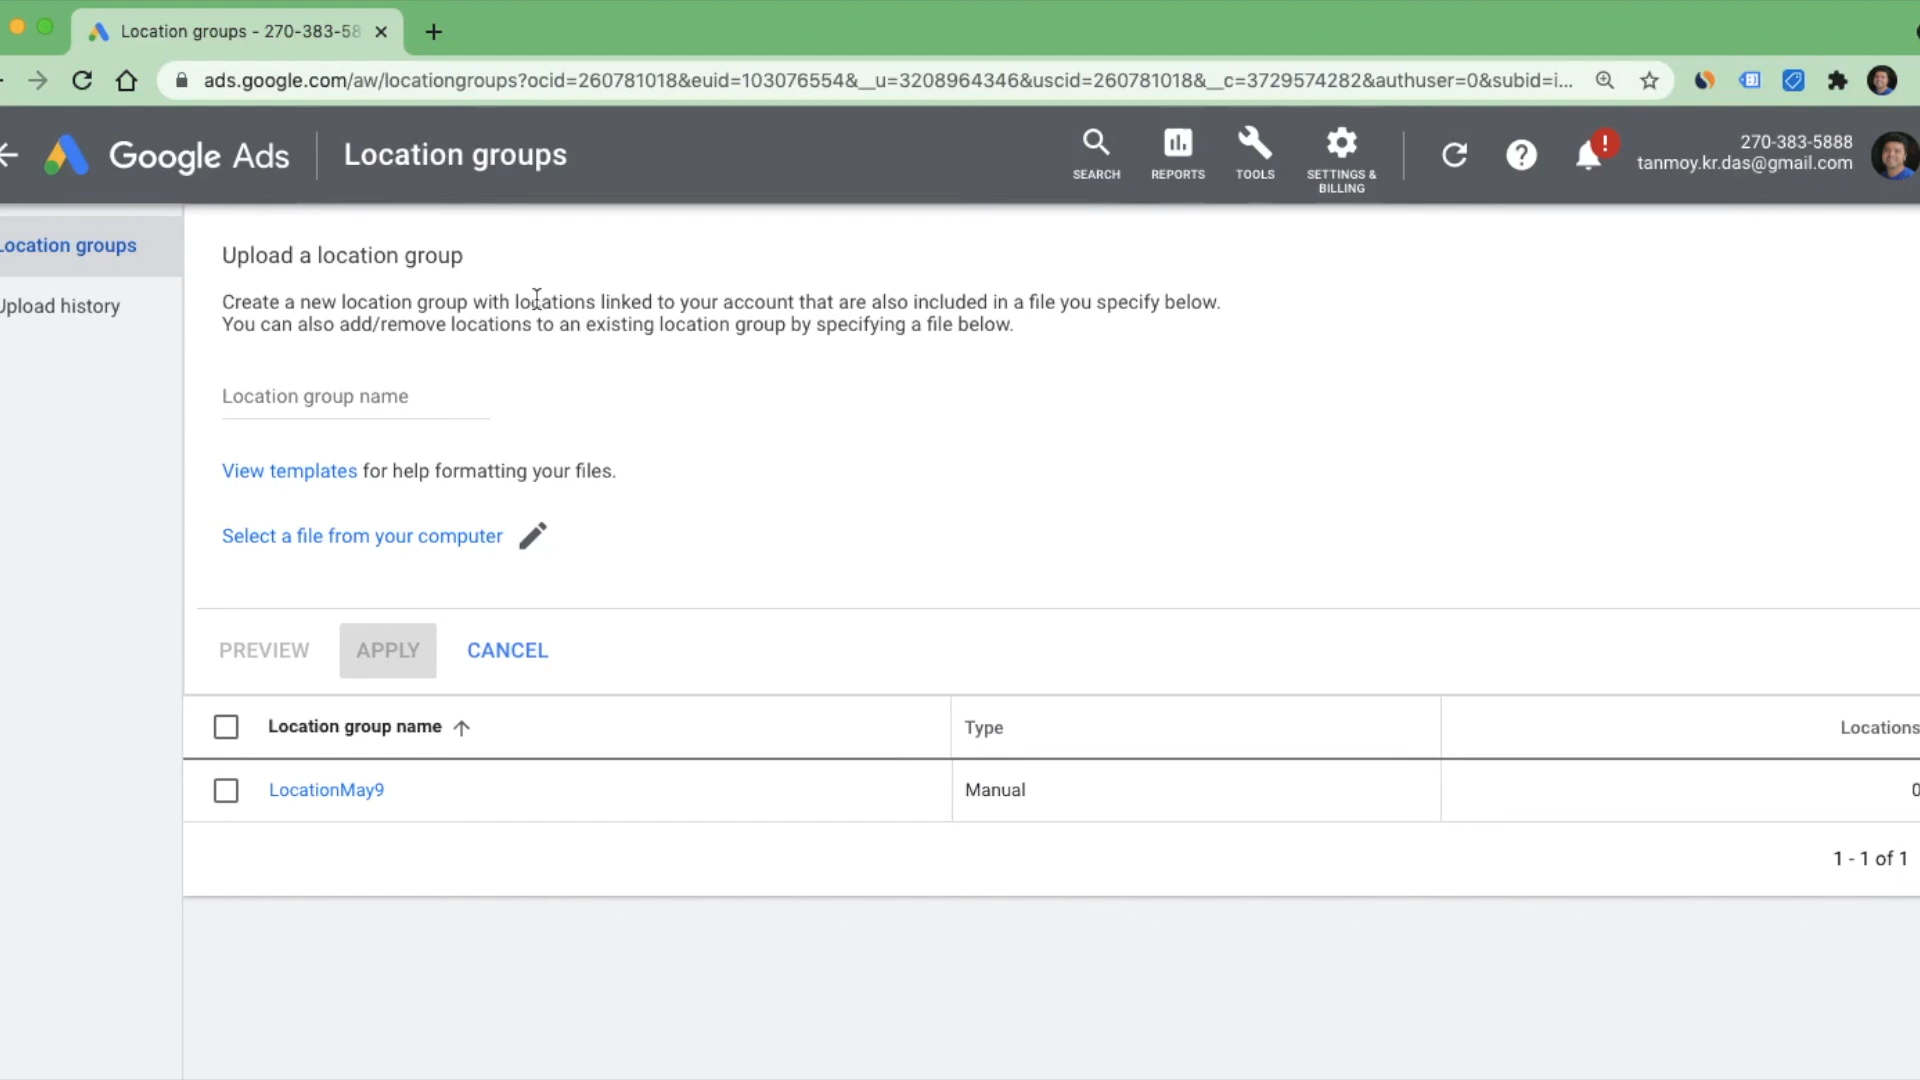 Location groups - 270-383-58
ads.google.com/aw/locationgroups?ocid=260781018&euid=103076554&__u=3208964346&uscid=260781018&__c=3729574282&authuser=0&subid=i...
Google Ads
Location groups
SEARCH
REPORTS
TOOLS
SETTINGS &
BILLING
!
270-383-5888
tanmoy.kr.das@gmail.com
Location groups
Upload history
Upload a location group
Create a new location group with locations linked to your account that are also included in a file you specify below.
You can also add/remove locations to an existing location group by specifying a file below.
Location group name
View templates for help formatting your files.
Select a file from your computer
PREVIEW
APPLY
CANCEL
Location group name
Type
Locations
LocationMay9
Manual
0
1 - 1 of 1